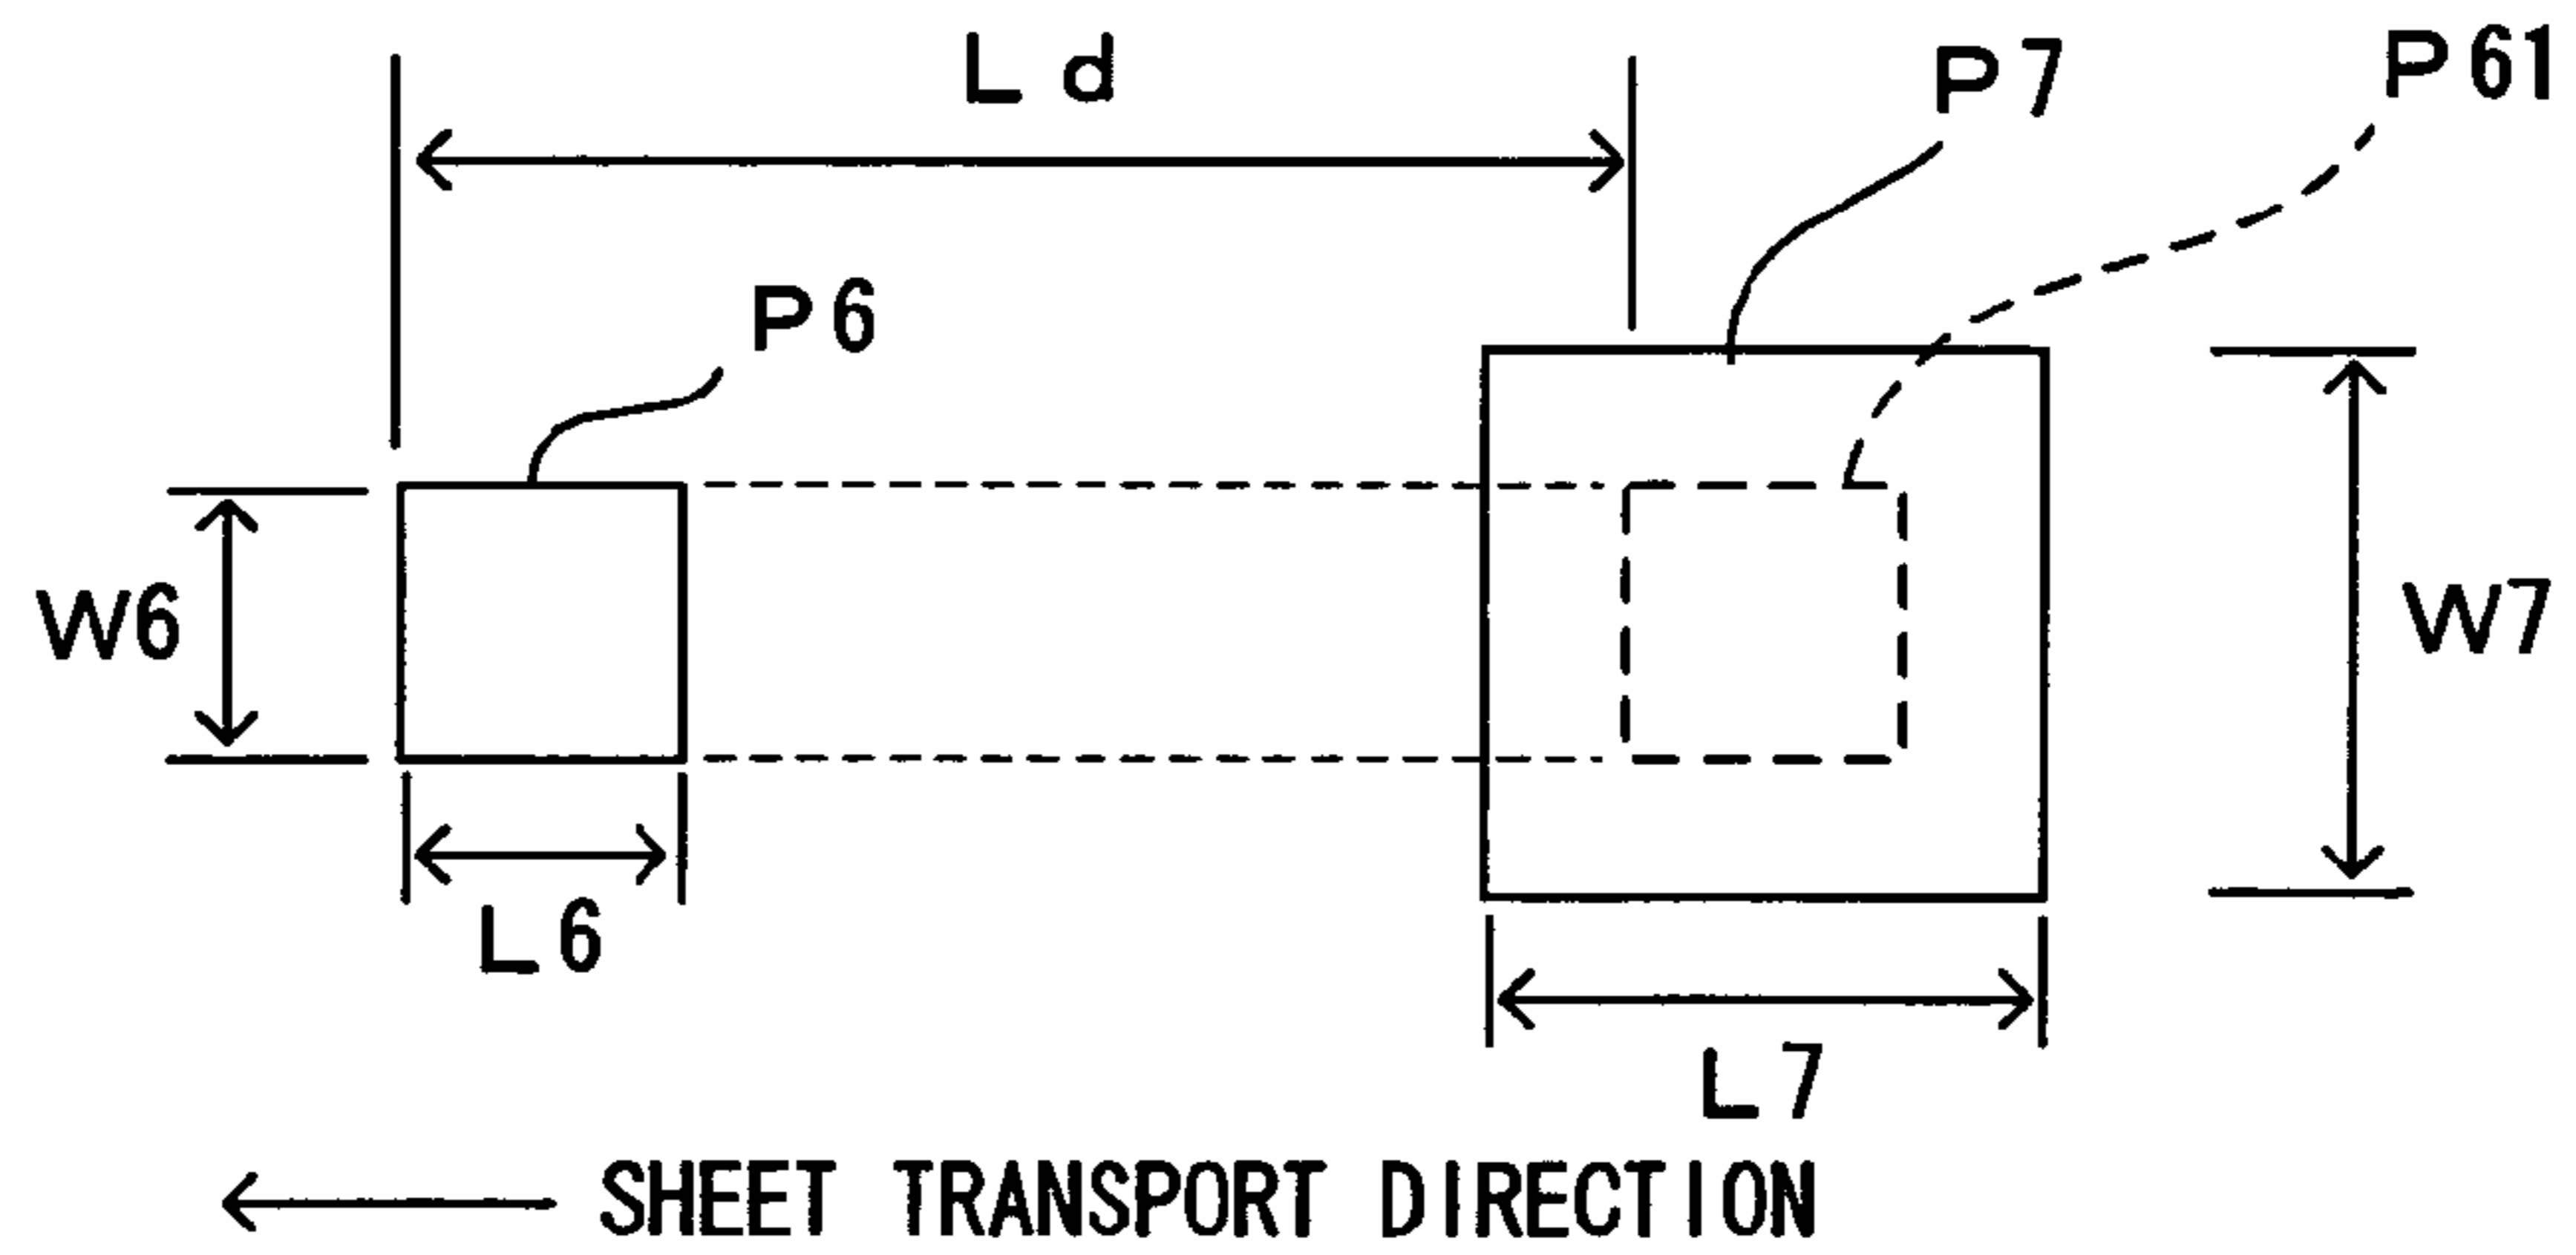 Ld
P7
P61
P6
W6
W7
L6
L7
SHEET TRANSPORT DIRECTION